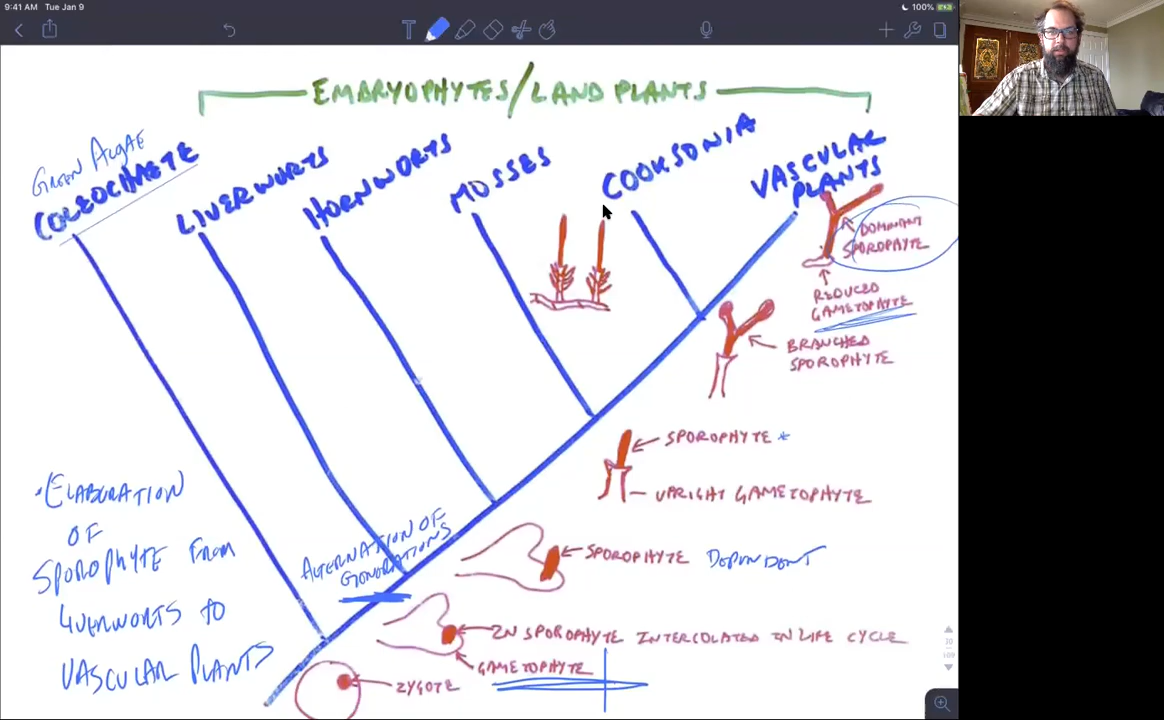 9:41 AM Tue Jan 9
100%
T
EMBRYOPHYTES/LAND PLANTS
GREEN ALGAE
COLEOCHAETE
LIVERWORTS
HORNWORTS
MOSSES
COOKSONIA
VASCULAR
PLANTS
DOMINANT
SPOROPHYTE
REDUCED
GAMETOPHYTE
BRANCHED
SPOROPHYTE
SPOROPHYTE *
UPRIGHT GAMETOPHYTE
ALTERNATION OF
GENERATIONS
SPOROPHYTE DEPENDENT
2N SPOROPHYTE INTERCOLATED IN LIFE CYCLE
GAMETOPHYTE
ZYGOTE
• ELABORATION
OF
SPOROPHYTE FROM
LIVERWORTS TO
VASCULAR PLANTS